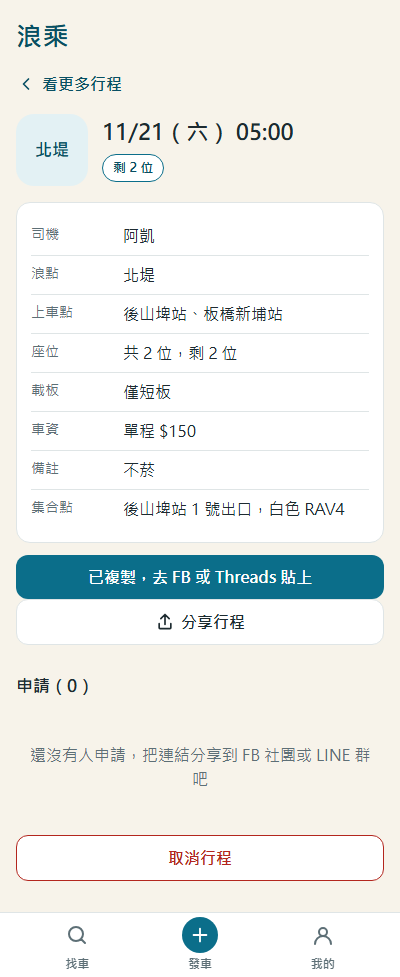 浪乘
看更多行程
北堤
11/21（六） 05:00
剩 2 位
司機 阿凱
浪點 北堤
上車點 後山埤站、板橋新埔站
座位 共 2 位，剩 2 位
載板 僅短板
車資 單程 $150
備註 不菸
集合點 後山埤站 1 號出口，白色 RAV4
已複製，去 FB 或 Threads 貼上
分享行程
申請（0）
還沒有人申請，把連結分享到 FB 社團或 LINE 群
吧
取消行程
找車 發車 我的